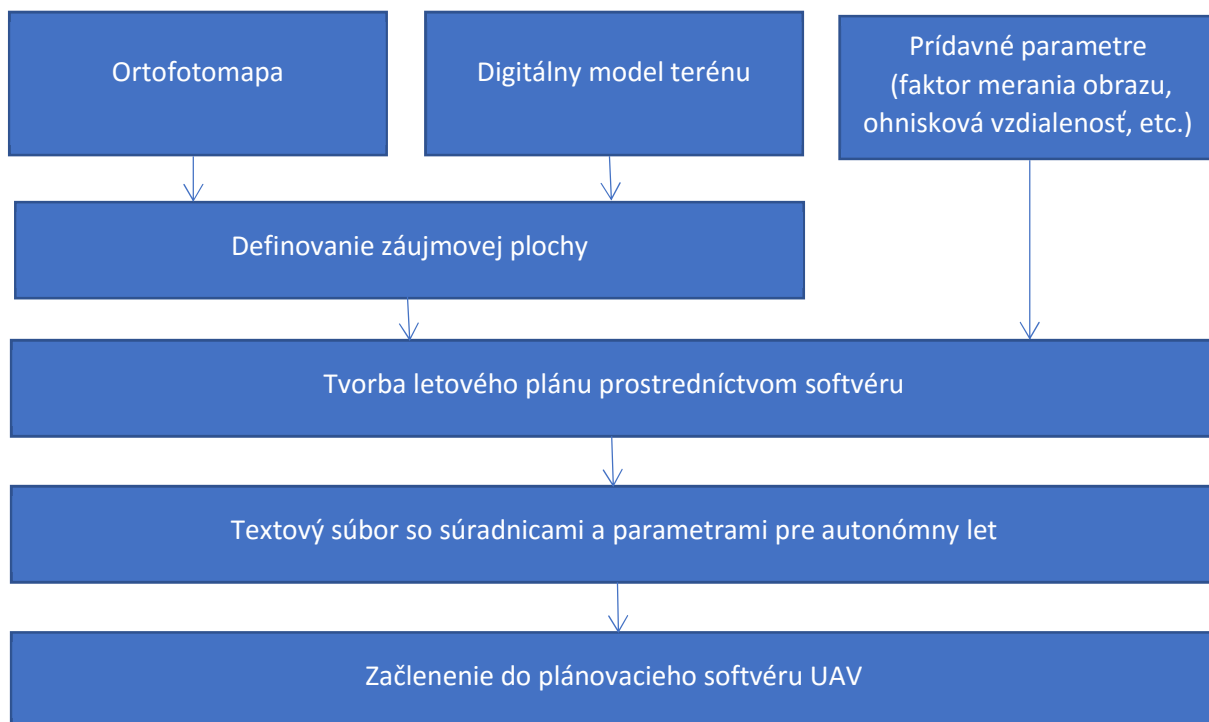 Ortofotomapa
Digitálny model terénu
Prídavné parametre
(faktor merania obrazu,
ohnisková vzdialenosť, etc.)
Definovanie záujmovej plochy
Tvorba letového plánu prostredníctvom softvéru
Textový súbor so súradnicami a parametrami pre autonómny let
Začlenenie do plánovacieho softvéru UAV